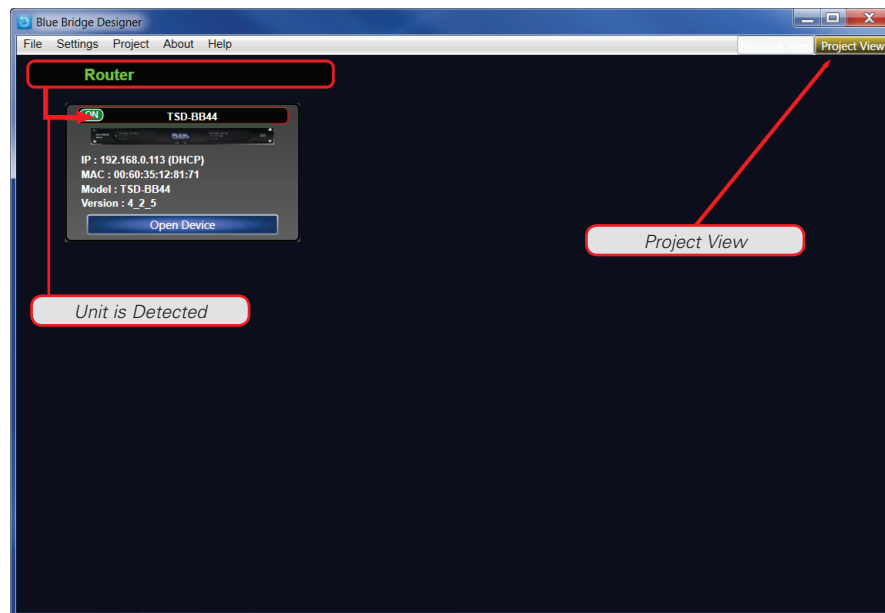 Blue Bridge Designer
File Settings Project About Help
Project View
Router
ON TSD-BB44
IP : 192.168.0.113 (DHCP)
MAC : 00:60:35:12:81:71
Model : TSD-BB44
Version : 4_2_5
Open Device
Project View
Unit is Detected